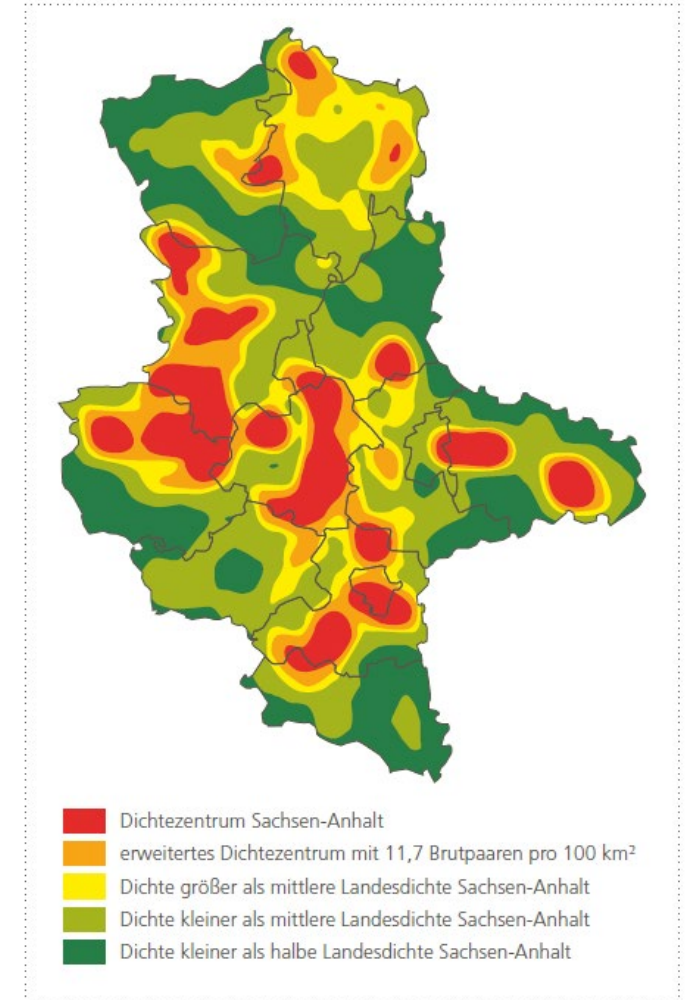 Dichtezentrum Sachsen-Anhalt
erweitertes Dichtezentrum mit 11,7 Brutpaaren pro 100 km²
Dichte größer als mittlere Landesdichte Sachsen-Anhalt
Dichte kleiner als mittlere Landesdichte Sachsen-Anhalt
Dichte kleiner als halbe Landesdichte Sachsen-Anhalt